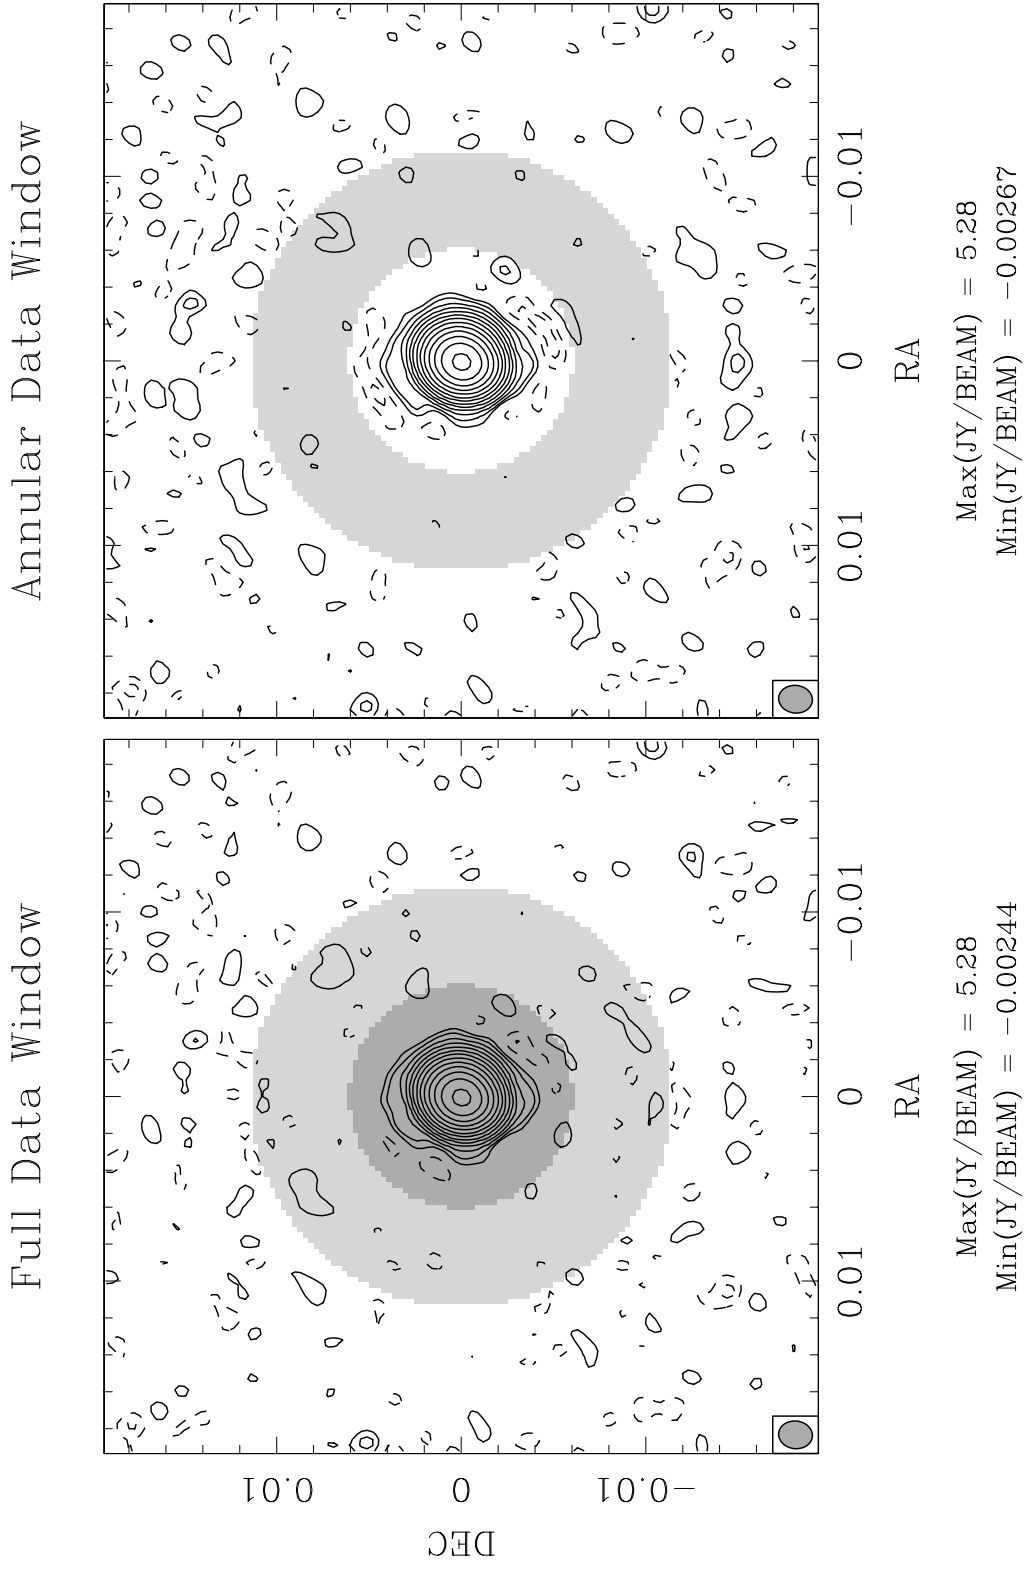 Full Data Window
DEC
0.01
0
−0.01
0.01
0
−0.01
RA
Max(JY/BEAM) = 5.28
Min(JY/BEAM) = −0.00244
Annular Data Window
0.01
0
−0.01
RA
Max(JY/BEAM) = 5.28
Min(JY/BEAM) = −0.00267